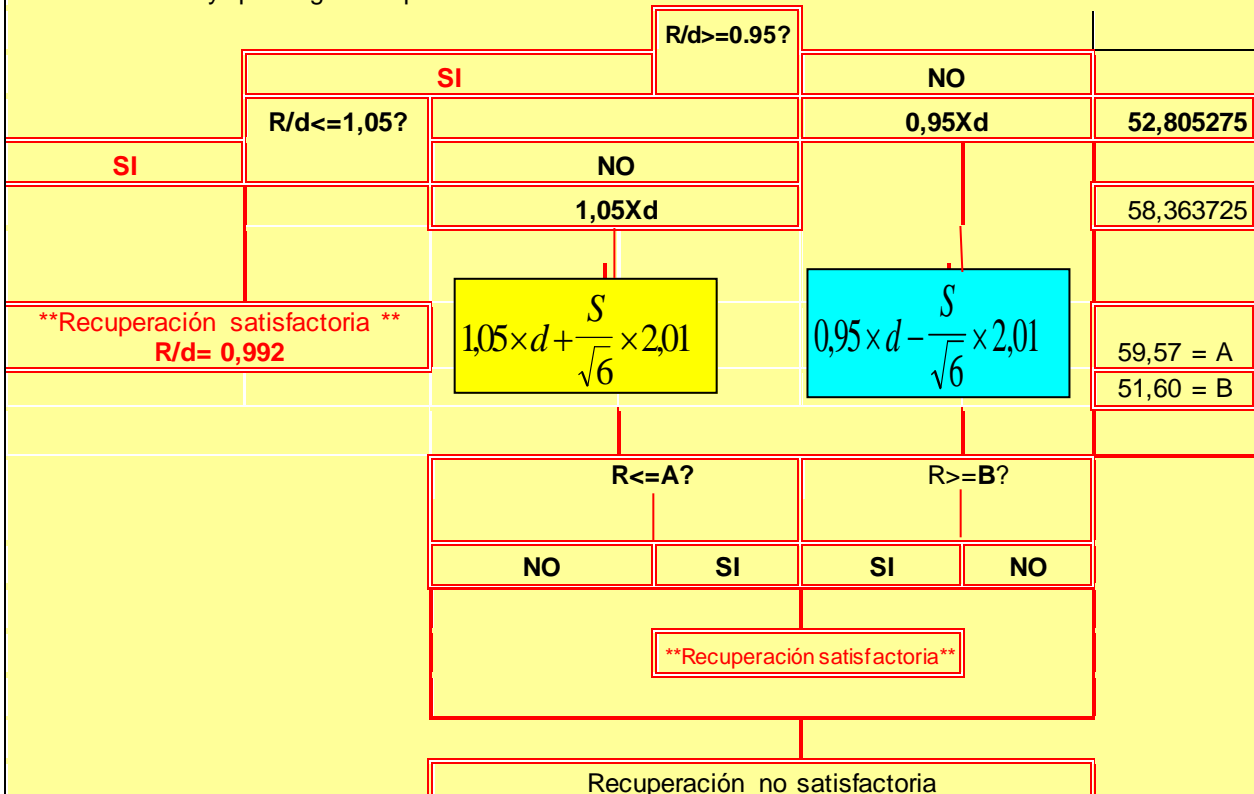 R/d>=0.95?
SI
NO
R/d<=1,05?
0,95Xd
52,805275
SI
NO
1,05Xd
58,363725
**Recuperación satisfactoria **
R/d= 0,992
1,05×d+S/√6×2,01
0,95×d−S/√6×2,01
59,57 = A
51,60 = B
R<=A?
R>=B?
NO
SI
SI
NO
**Recuperación satisfactoria**
Recuperación no satisfactoria